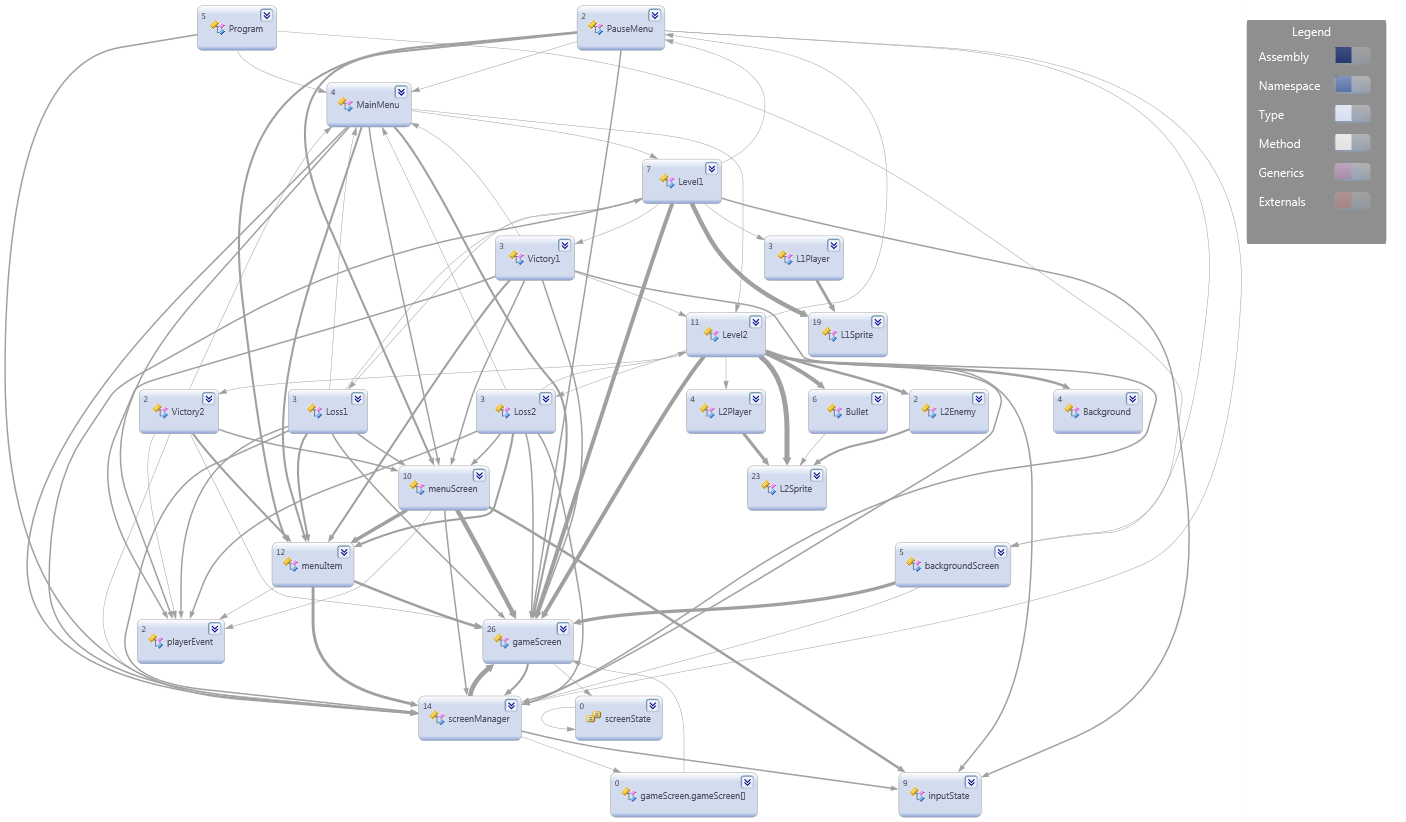 5
Program
2
PauseMenu
Legend
Assembly
Namespace
Type
Method
Generics
Externals
4
MainMenu
7
Level1
3
Victory1
3
L1Player
11
Level2
19
L1Sprite
2
Victory2
3
Loss1
3
Loss2
4
L2Player
6
Bullet
2
L2Enemy
4
Background
10
menuScreen
23
L2Sprite
12
menuItem
5
backgroundScreen
2
playerEvent
26
gameScreen
14
screenManager
0
screenState
0
gameScreen.gameScreen[]
9
inputState